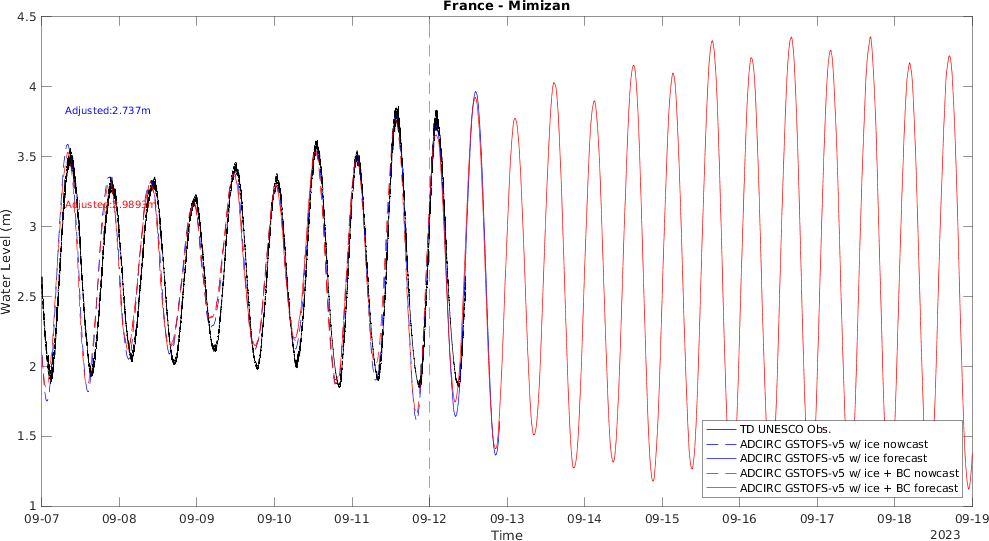 France - Mimizan
4.5
4
3.5
3
2.5
2
1.5
1
Water Level (m)
Adjusted:2.737m
TD UNESCO Obs.
ADCIRC GSTOFS-v5 w/ ice nowcast
ADCIRC GSTOFS-v5 w/ ice forecast
ADCIRC GSTOFS-v5 w/ ice + BC nowcast
ADCIRC GSTOFS-v5 w/ ice + BC forecast
09-07 09-08 09-09 09-10 09-11 09-12 09-13 09-14 09-15 09-16 09-17 09-18 09-19
Time
2023